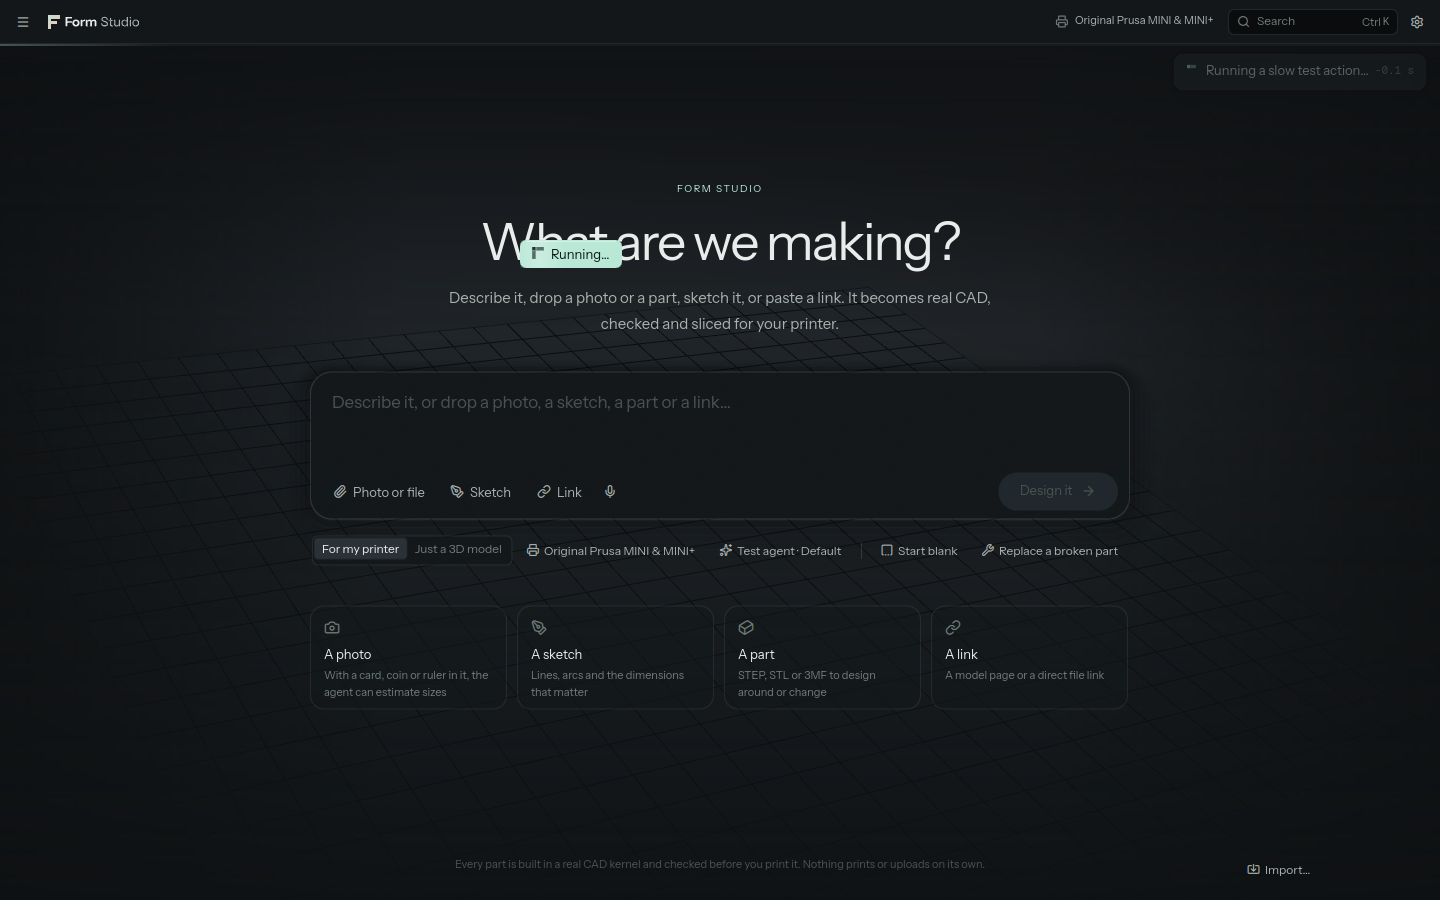 Form Studio
Original Prusa MINI & MINI+
Search
Ctrl K
Running a slow test action... -0.1 s
FORM STUDIO
What are we making?
Running...
Describe it, drop a photo or a part, sketch it, or paste a link. It becomes real CAD,
checked and sliced for your printer.
Describe it, or drop a photo, a sketch, a part or a link...
Photo or file
Sketch
Link
Design it
For my printer
Just a 3D model
Original Prusa MINI & MINI+
Test agent · Default
Start blank
Replace a broken part
A photo
With a card, coin or ruler in it, the
agent can estimate sizes
A sketch
Lines, arcs and the dimensions
that matter
A part
STEP, STL or 3MF to design
around or change
A link
A model page or a direct file link
Every part is built in a real CAD kernel and checked before you print it. Nothing prints or uploads on its own.
Import...